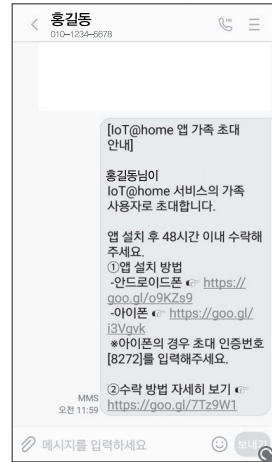 홍길동
010-1234-5678
[IoT@home 앱 가족 초대
안내]
홍길동님이
IoT@home 서비스의 가족
사용자로 초대합니다.
앱 설치 후 48시간 이내 수락해
주세요.
①앱 설치 방법
-안드로이드폰 ☞ https://
goo.gl/o9KZs9
-아이폰 ☞ https://goo.gl/
i3Vgvk
※아이폰의 경우 초대 인증번호
[8272]를 입력해주세요.
②수락 방법 자세히 보기 ☞
https://goo.gl/7Tz9W1
MMS
오전 11:59
메시지를 입력하세요
보내기